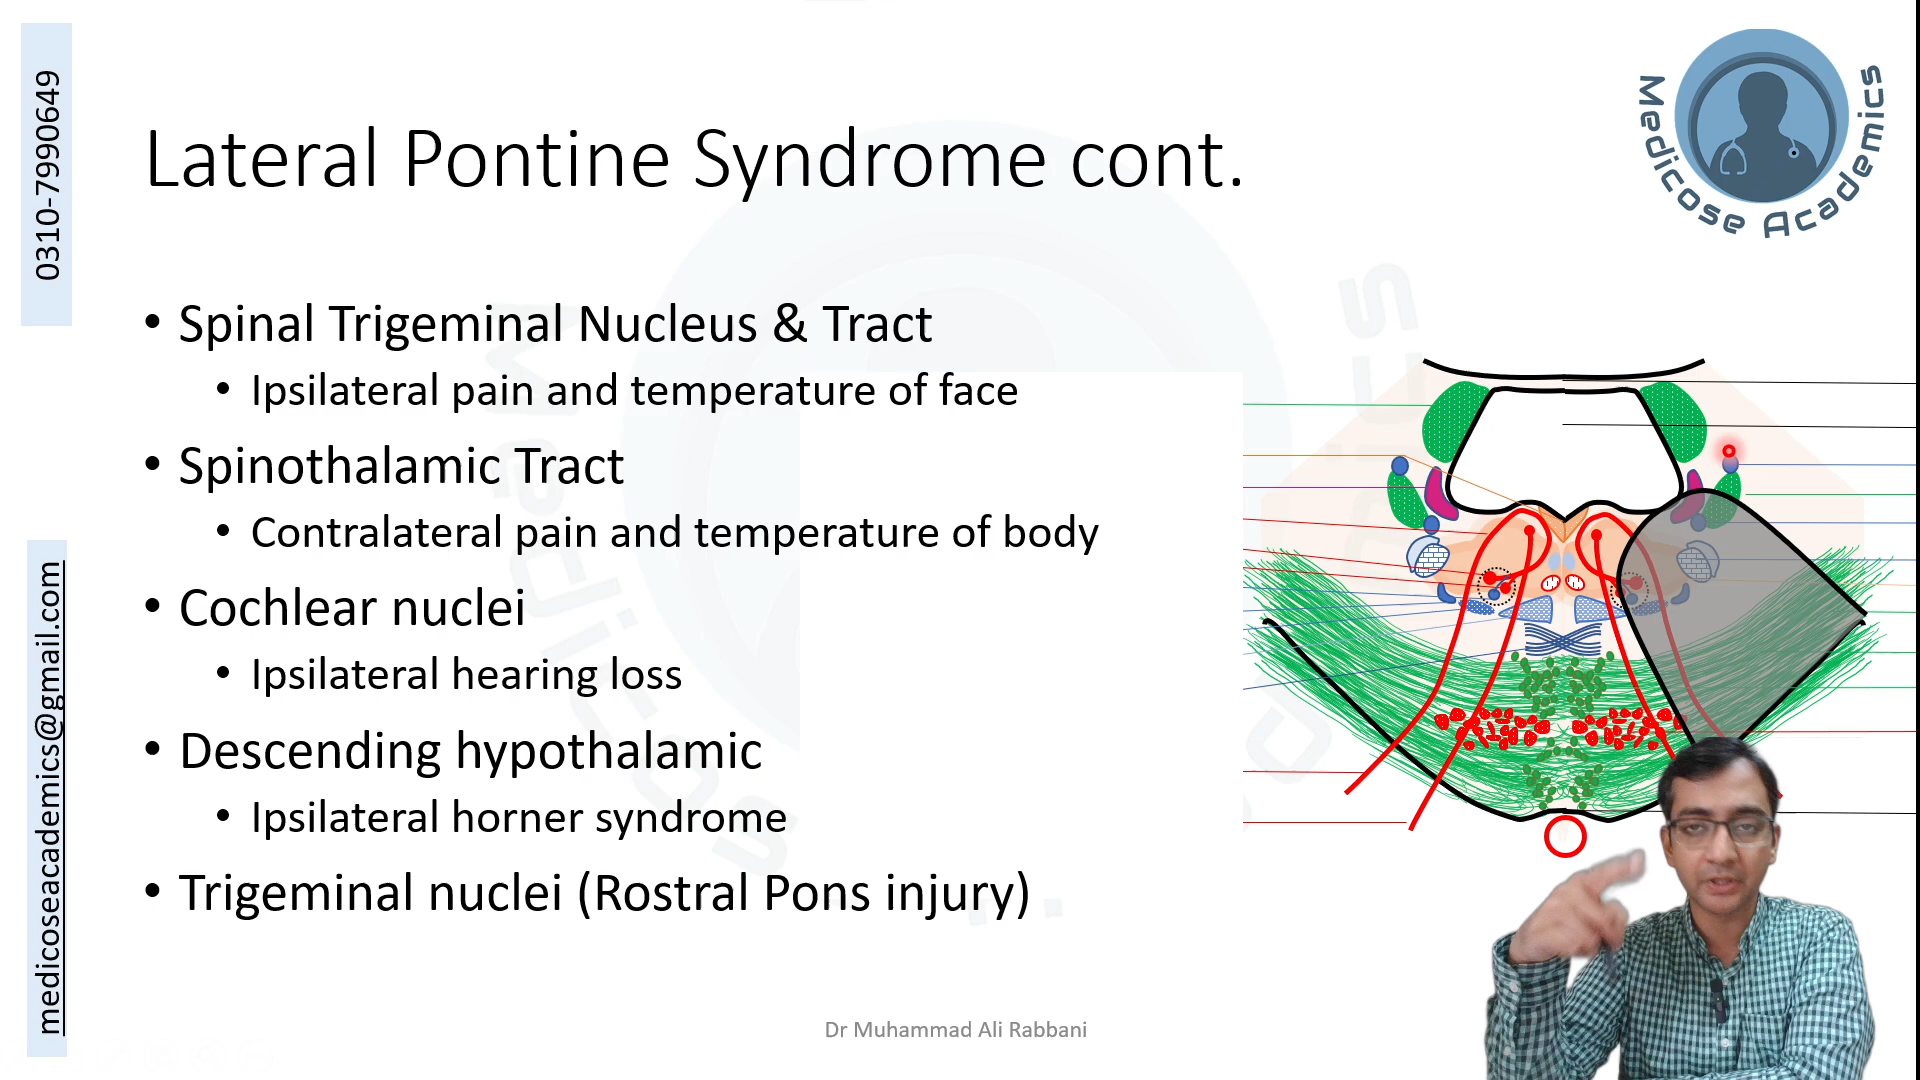 0310-7990649
medicoseacademics@gmail.com
Medicose Academics
Lateral Pontine Syndrome cont.
• Spinal Trigeminal Nucleus & Tract
• Ipsilateral pain and temperature of face
• Spinothalamic Tract
• Contralateral pain and temperature of body
• Cochlear nuclei
• Ipsilateral hearing loss
• Descending hypothalamic
• Ipsilateral horner syndrome
• Trigeminal nuclei (Rostral Pons injury)
Dr Muhammad Ali Rabbani